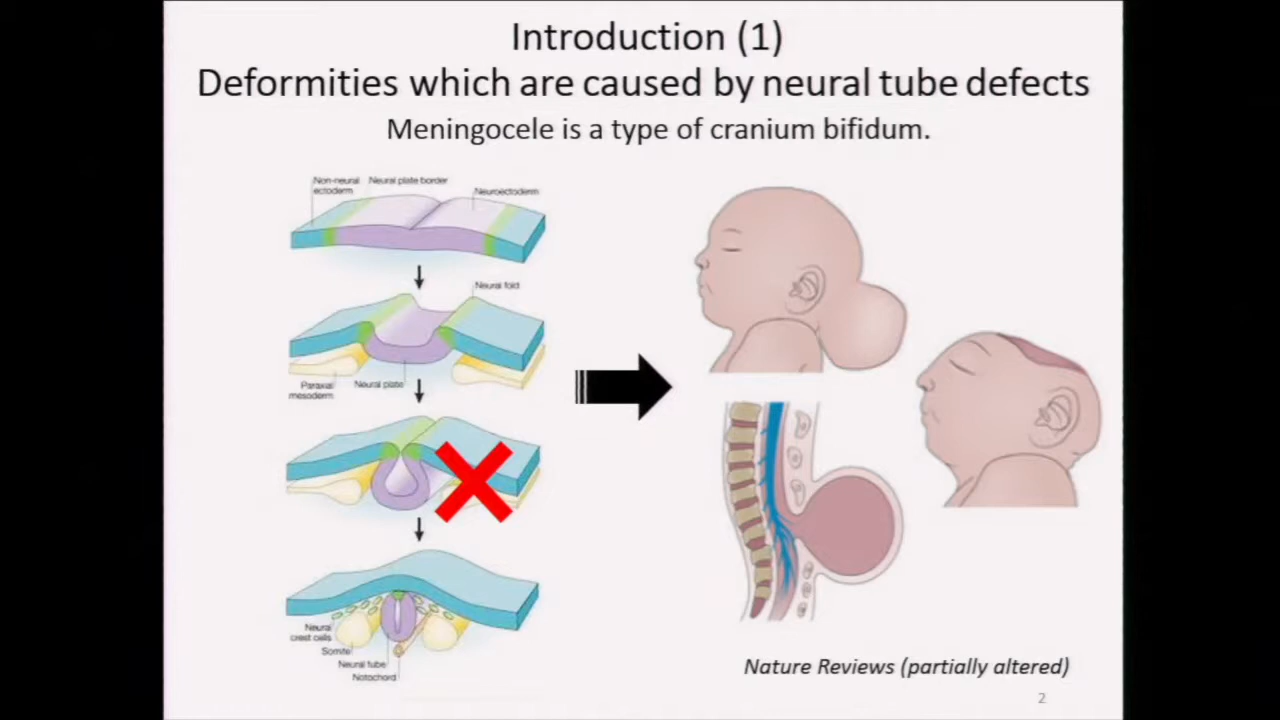 Introduction (1)
Deformities which are caused by neural tube defects
Meningocele is a type of cranium bifidum.
Non-neural
ectoderm
Neural plate border
Neuroectoderm
Neural fold
Paraxial
mesoderm
Neural plate
Neural
crest cells
Somite
Neural tube
Notochord
Nature Reviews (partially altered)
2